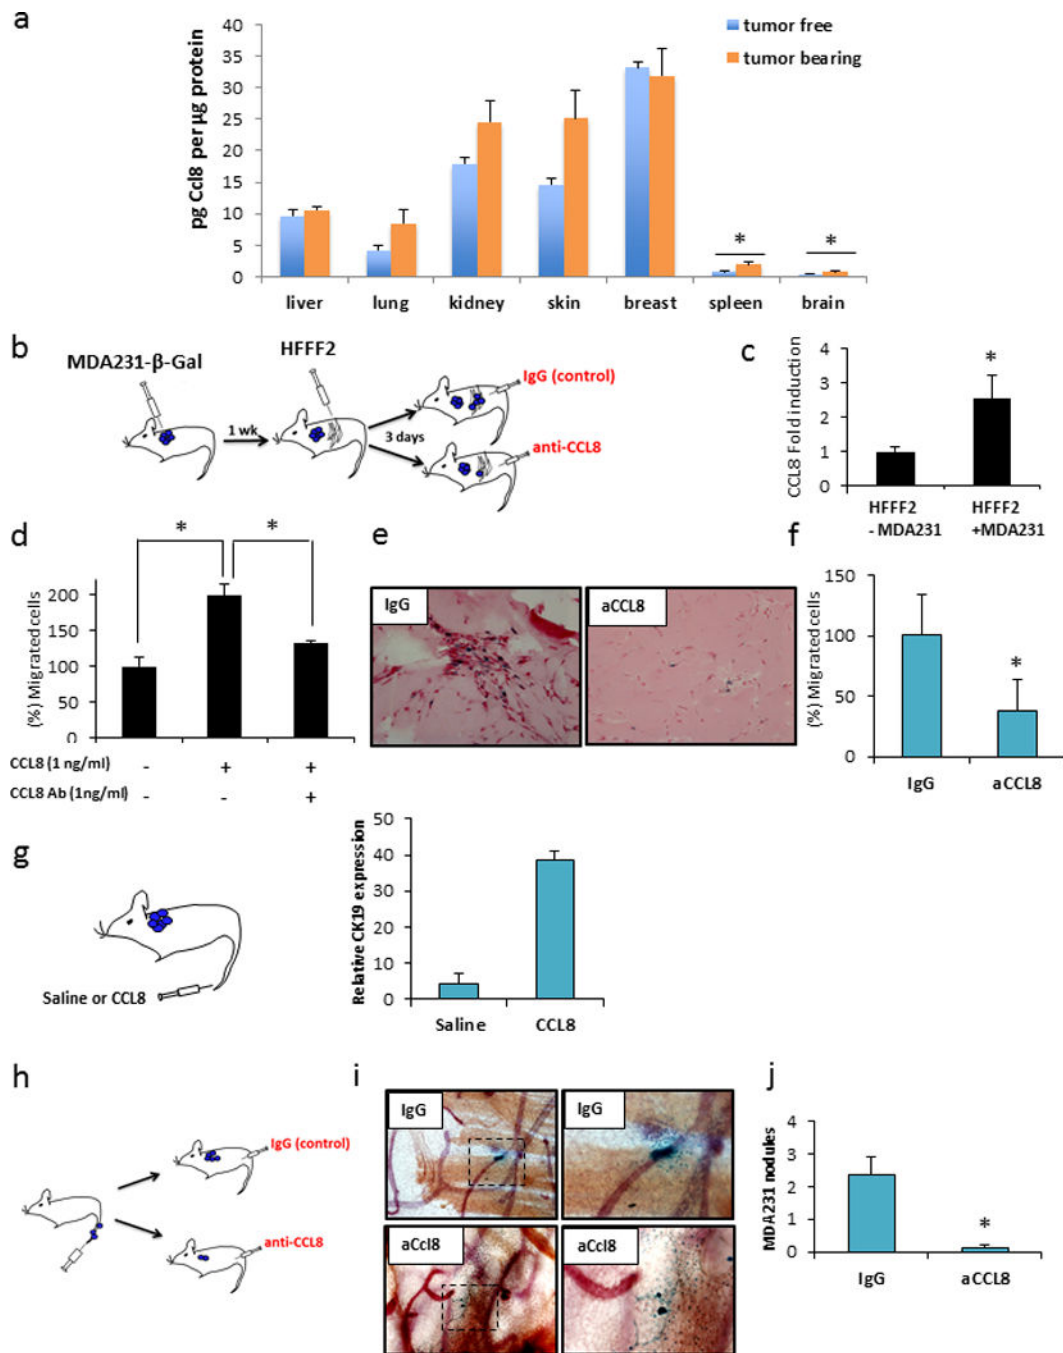 a
pg Ccl8 per µg protein
40
35
30
25
20
15
10
5
0
tumor free
tumor bearing
* *
liver lung kidney skin breast spleen brain
b
MDA231-β-Gal
HFFF2
1 wk
3 days
IgG (control)
anti-CCL8
c
CCL8 Fold induction
4
3
2
1
0
*
HFFF2 HFFF2
- MDA231 +MDA231
d
* *
(%) Migrated cells
200
150
100
50
0
CCL8 (1 ng/ml) - + +
CCL8 Ab (1ng/ml) - - +
e
IgG
aCCL8
f
(%) Migrated cells
150
100
50
0
*
IgG aCCL8
g
Saline or CCL8
Relative CK19 expression
50
40
30
20
10
0
Saline CCL8
h
IgG (control)
anti-CCL8
i
IgG IgG
aCcl8 aCcl8
j
MDA231 nodules
4
3
2
1
0
*
IgG aCCL8